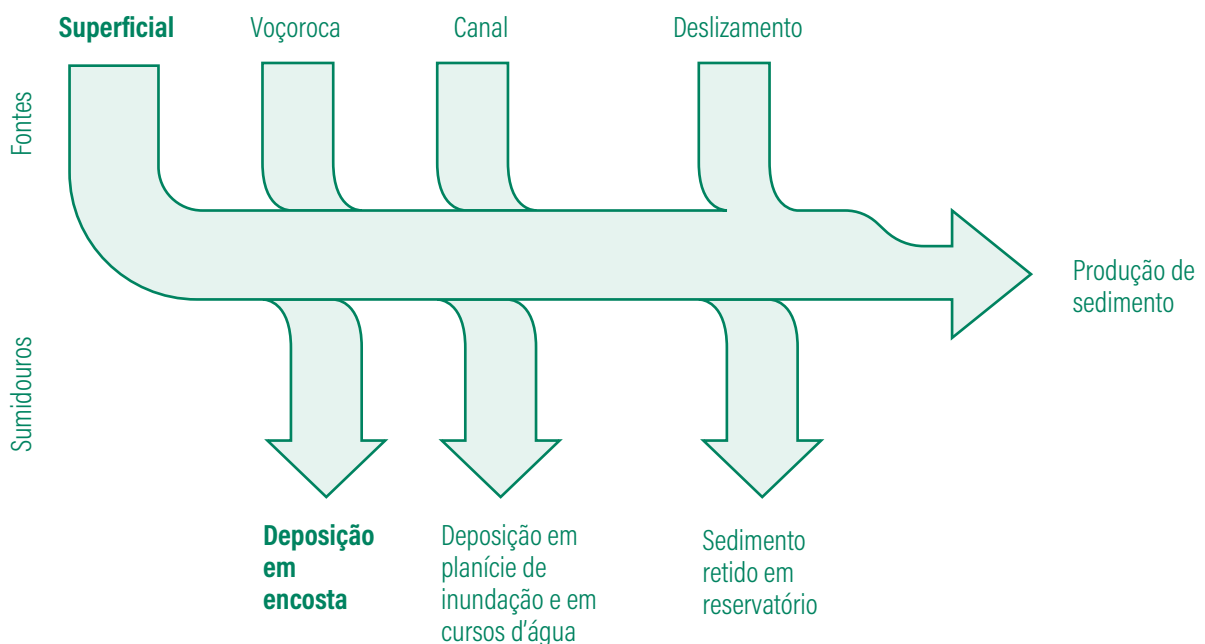 Superficial
Voçoroca
Canal
Deslizamento
Fontes
Produção de
sedimento
Sumidouros
Deposição
em
encosta
Deposição em
planície de
inundação e em
cursos d'água
Sedimento
retido em
reservatório